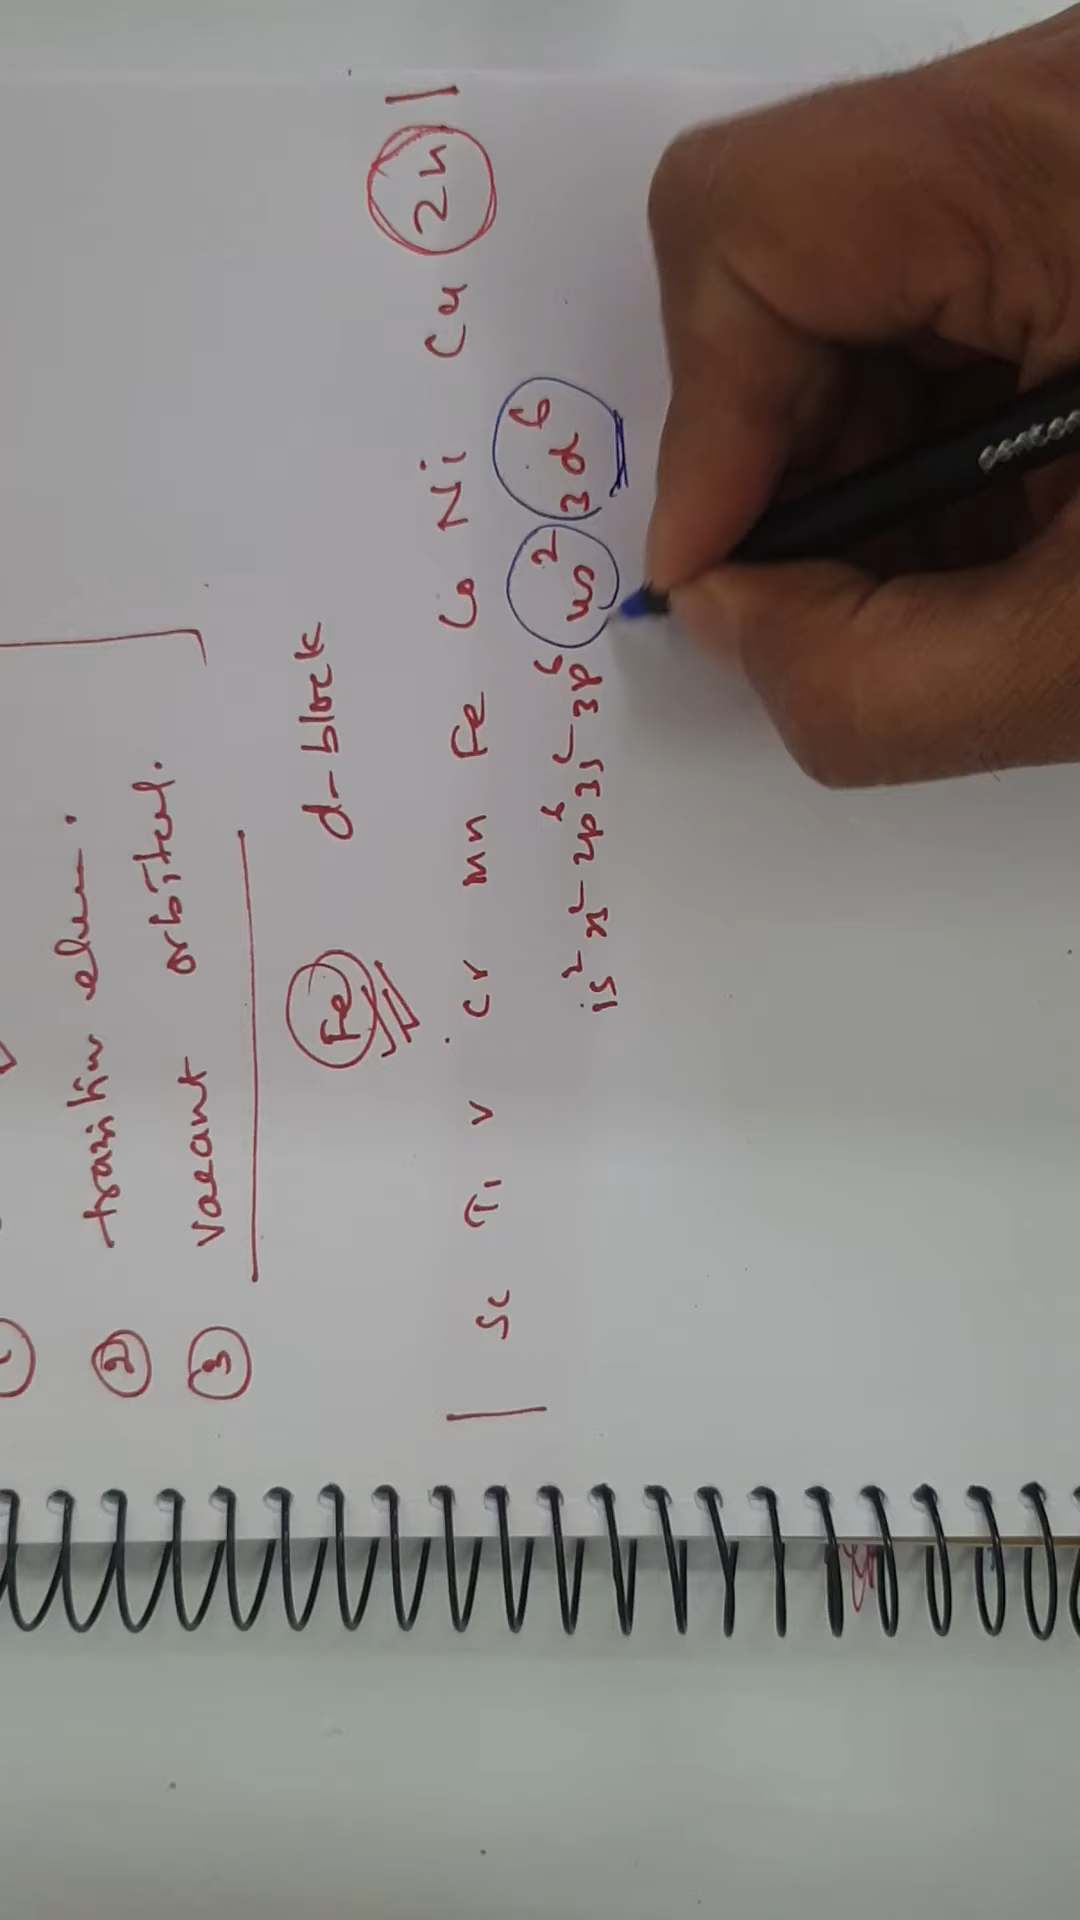 ②
transition elem:
③
vacant orbital.
Fe
d-block
Sc Ti V Cr Mn Fe Co Ni Cu Zn
1s² 2s² 2p⁶ 3s² 3p⁶ 4s² 3d⁶